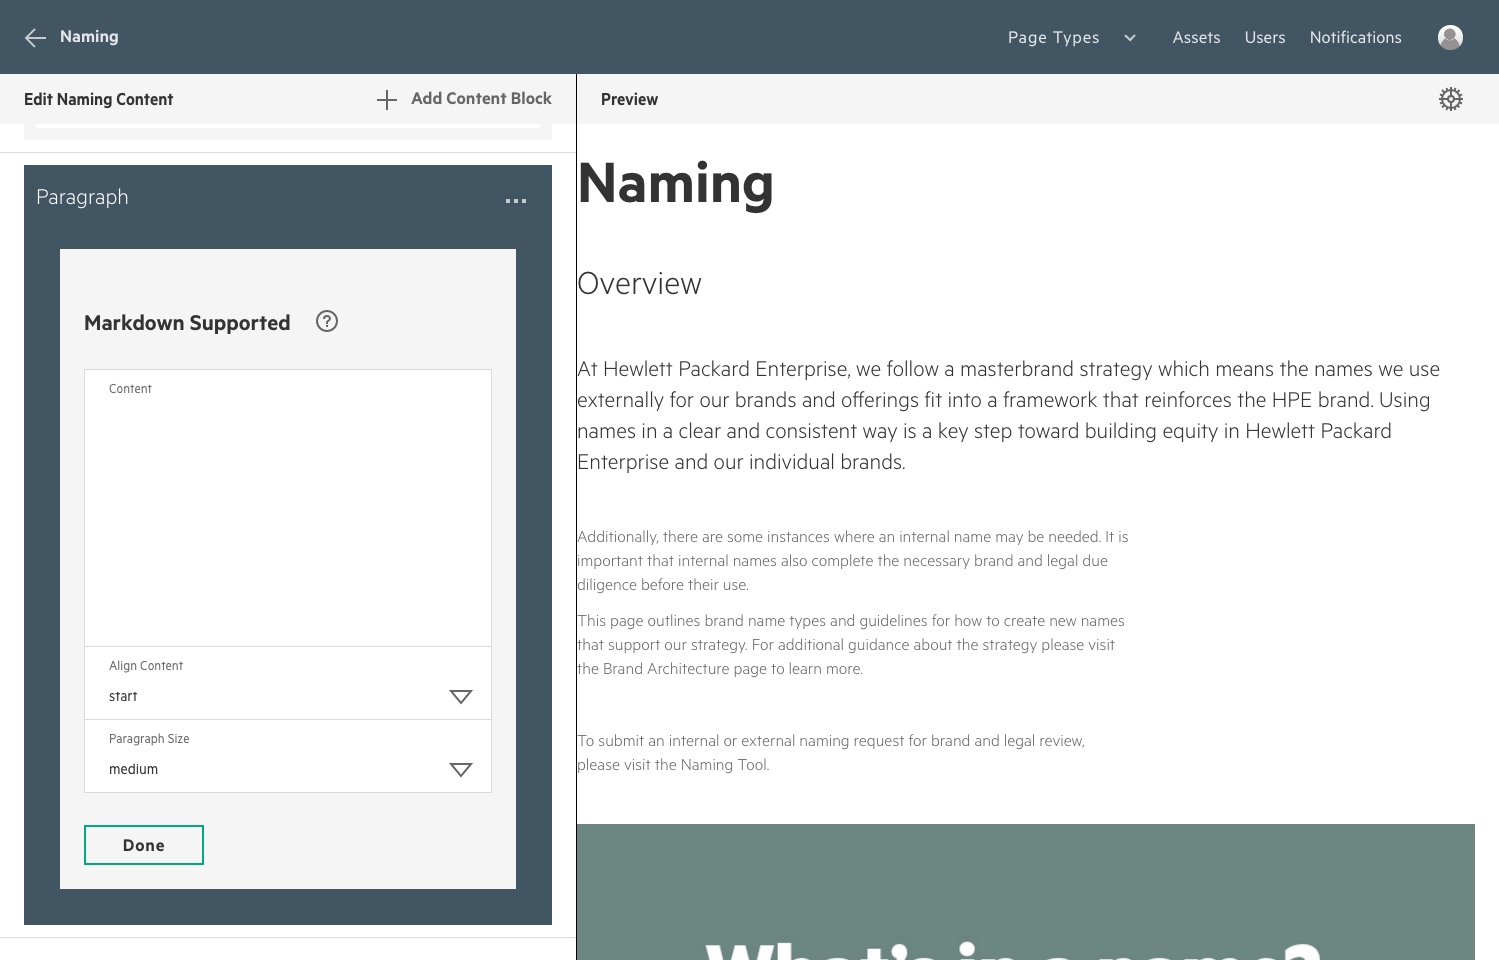 Naming
Page Types
Assets
Users
Notifications
Edit Naming Content
Add Content Block
Preview
Paragraph
Markdown Supported
Content
Align Content
start
Paragraph Size
medium
Done
Naming
Overview
At Hewlett Packard Enterprise, we follow a masterbrand strategy which means the names we use
externally for our brands and offerings fit into a framework that reinforces the HPE brand. Using
names in a clear and consistent way is a key step toward building equity in Hewlett Packard
Enterprise and our individual brands.
Additionally, there are some instances where an internal name may be needed. It is
important that internal names also complete the necessary brand and legal due
diligence before their use.
This page outlines brand name types and guidelines for how to create new names
that support our strategy. For additional guidance about the strategy please visit
the Brand Architecture page to learn more.
To submit an internal or external naming request for brand and legal review,
please visit the Naming Tool.
What's in a name?